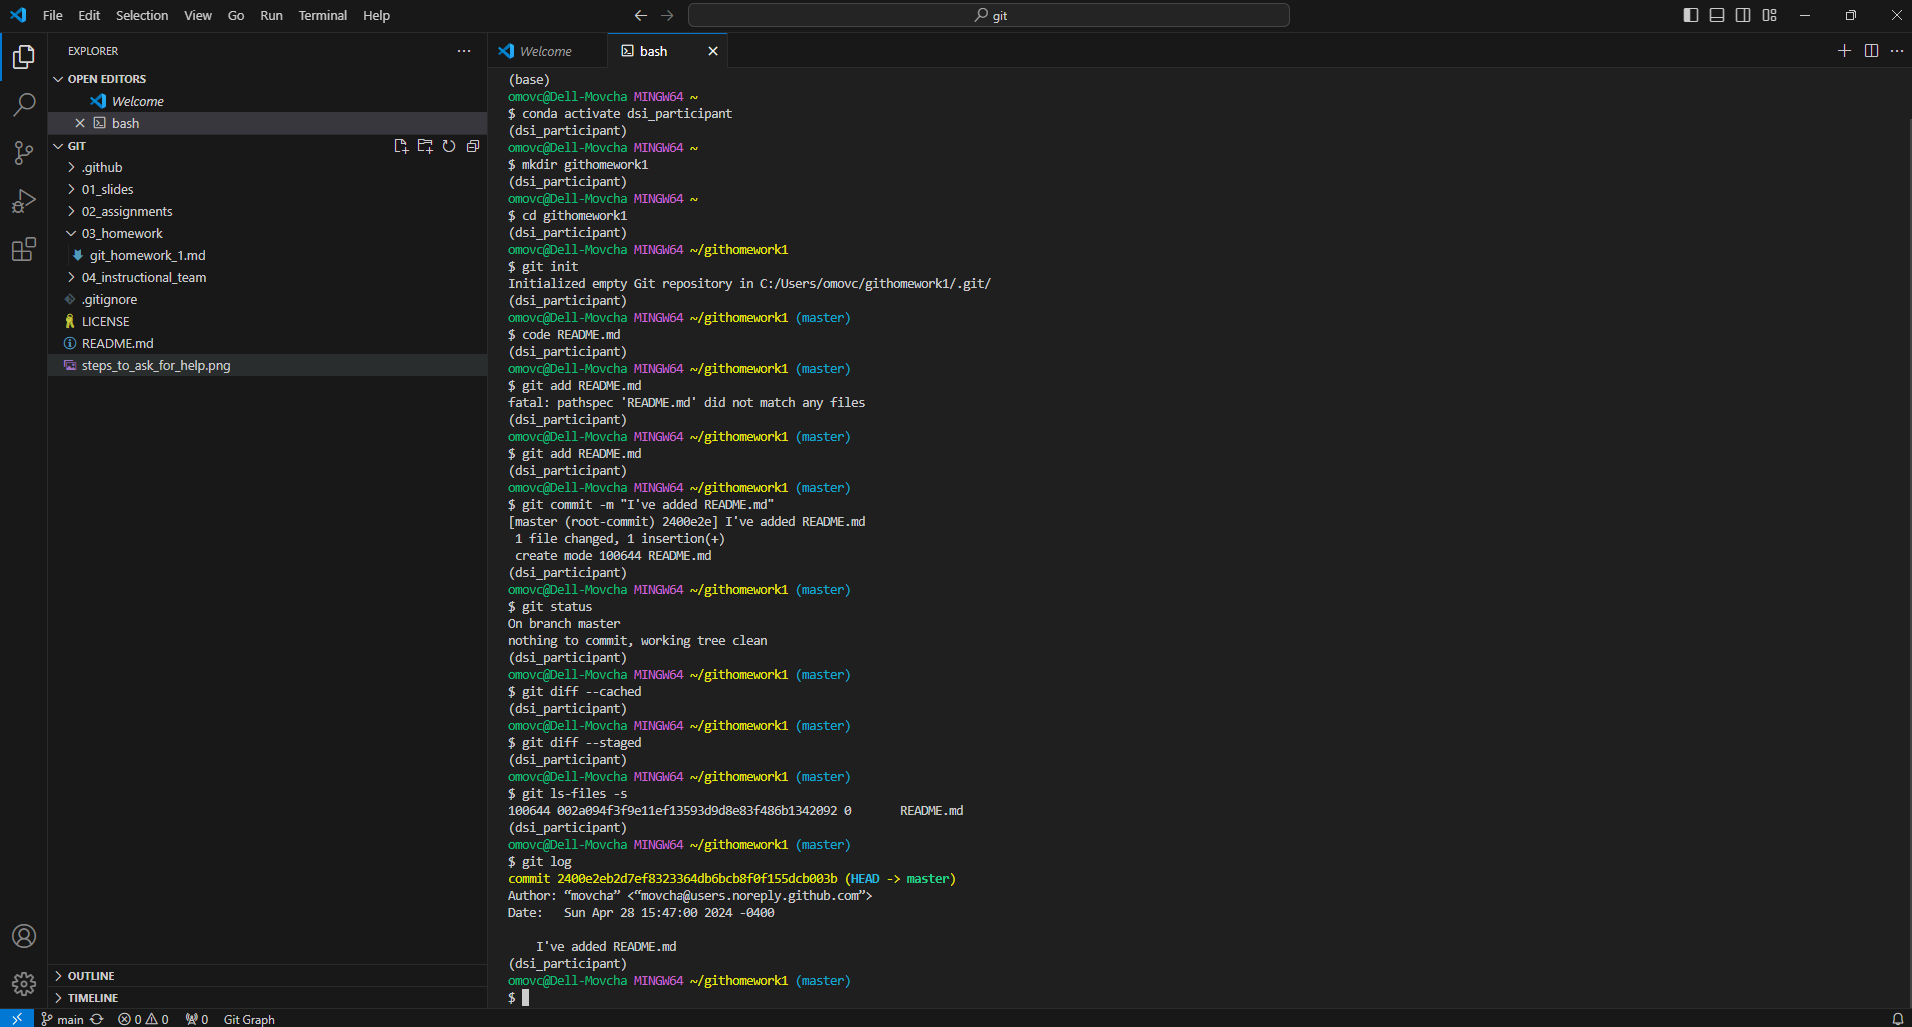 File Edit Selection View Go Run Terminal Help
git
EXPLORER
OPEN EDITORS
Welcome
bash
GIT
.github
01_slides
02_assignments
03_homework
git_homework_1.md
04_instructional_team
.gitignore
LICENSE
README.md
steps_to_ask_for_help.png
OUTLINE
TIMELINE
Welcome bash
(base)
omovc@Dell-Movcha MINGW64 ~
$ conda activate dsi_participant
(dsi_participant)
omovc@Dell-Movcha MINGW64 ~
$ mkdir githomework1
(dsi_participant)
omovc@Dell-Movcha MINGW64 ~
$ cd githomework1
(dsi_participant)
omovc@Dell-Movcha MINGW64 ~/githomework1
$ git init
Initialized empty Git repository in C:/Users/omovc/githomework1/.git/
(dsi_participant)
omovc@Dell-Movcha MINGW64 ~/githomework1 (master)
$ code README.md
(dsi_participant)
omovc@Dell-Movcha MINGW64 ~/githomework1 (master)
$ git add README.md
fatal: pathspec 'README.md' did not match any files
(dsi_participant)
omovc@Dell-Movcha MINGW64 ~/githomework1 (master)
$ git add README.md
(dsi_participant)
omovc@Dell-Movcha MINGW64 ~/githomework1 (master)
$ git commit -m "I've added README.md"
[master (root-commit) 2400e2e] I've added README.md
1 file changed, 1 insertion(+)
create mode 100644 README.md
(dsi_participant)
omovc@Dell-Movcha MINGW64 ~/githomework1 (master)
$ git status
On branch master
nothing to commit, working tree clean
(dsi_participant)
omovc@Dell-Movcha MINGW64 ~/githomework1 (master)
$ git diff --cached
(dsi_participant)
omovc@Dell-Movcha MINGW64 ~/githomework1 (master)
$ git diff --staged
(dsi_participant)
omovc@Dell-Movcha MINGW64 ~/githomework1 (master)
$ git ls-files -s
100644 002a094f3f9e11ef13593d9d8e83f486b1342092 0 README.md
(dsi_participant)
omovc@Dell-Movcha MINGW64 ~/githomework1 (master)
$ git log
commit 2400e2eb2d7ef8323364db6bcb8f0f155dcb003b (HEAD -> master)
Author: “movcha” <“movcha@users.noreply.github.com”>
Date: Sun Apr 28 15:47:00 2024 -0400
I've added README.md
(dsi_participant)
omovc@Dell-Movcha MINGW64 ~/githomework1 (master)
$
main 0 0 0 Git Graph